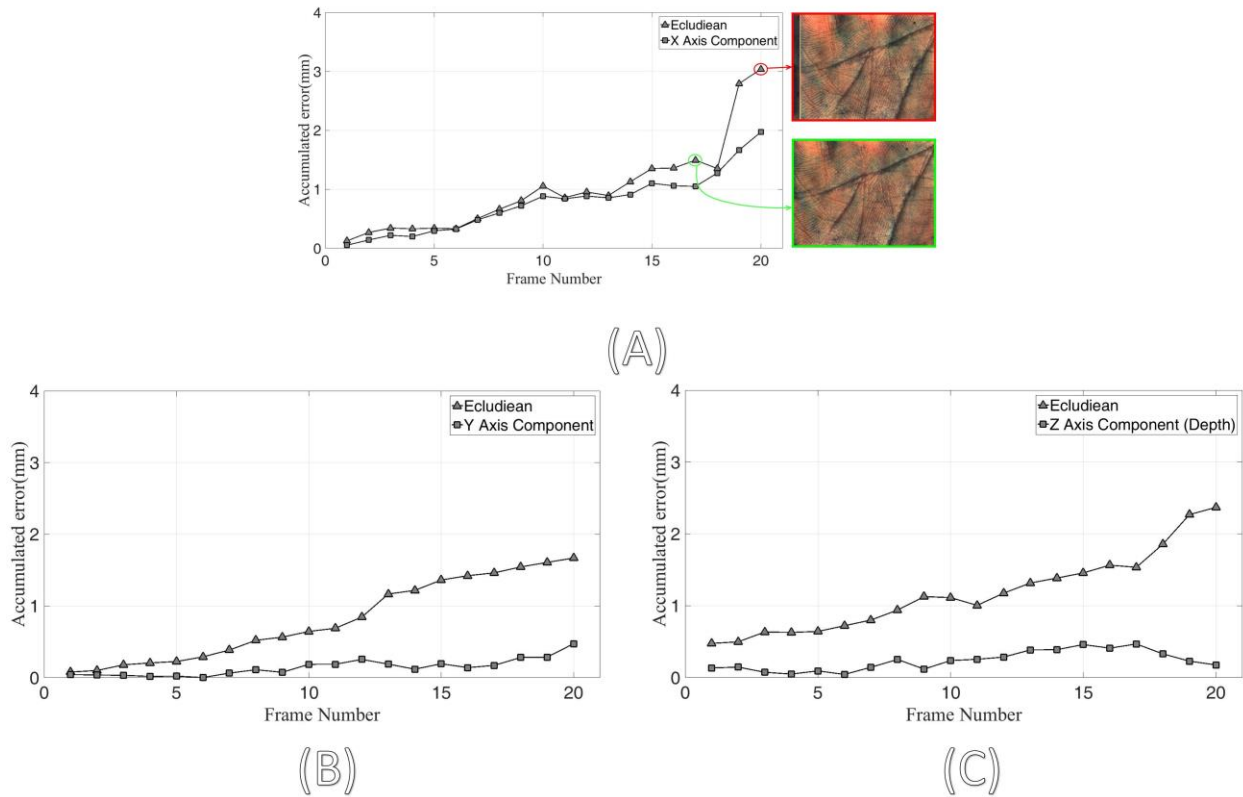 4
3
2
1
0
Accumulated error(mm)
Ecludiean
X Axis Component
0 5 10 15 20
Frame Number
(A)
4
3
2
1
0
Accumulated error(mm)
Ecludiean
Y Axis Component
0 5 10 15 20
Frame Number
(B)
4
3
2
1
0
Accumulated error(mm)
Ecludiean
Z Axis Component (Depth)
0 5 10 15 20
Frame Number
(C)